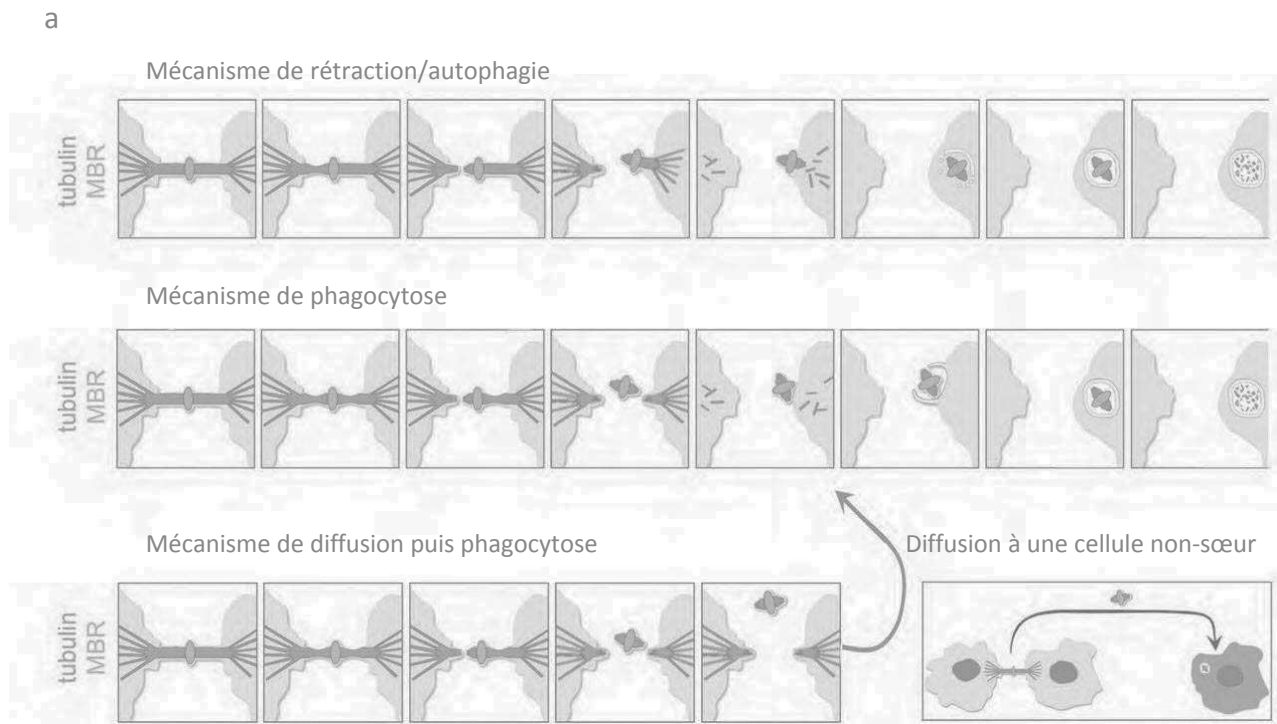 a
Mécanisme de rétraction/autophagie
tubulin
MBR
Mécanisme de phagocytose
tubulin
MBR
Mécanisme de diffusion puis phagocytose
Diffusion à une cellule non-sœur
tubulin
MBR